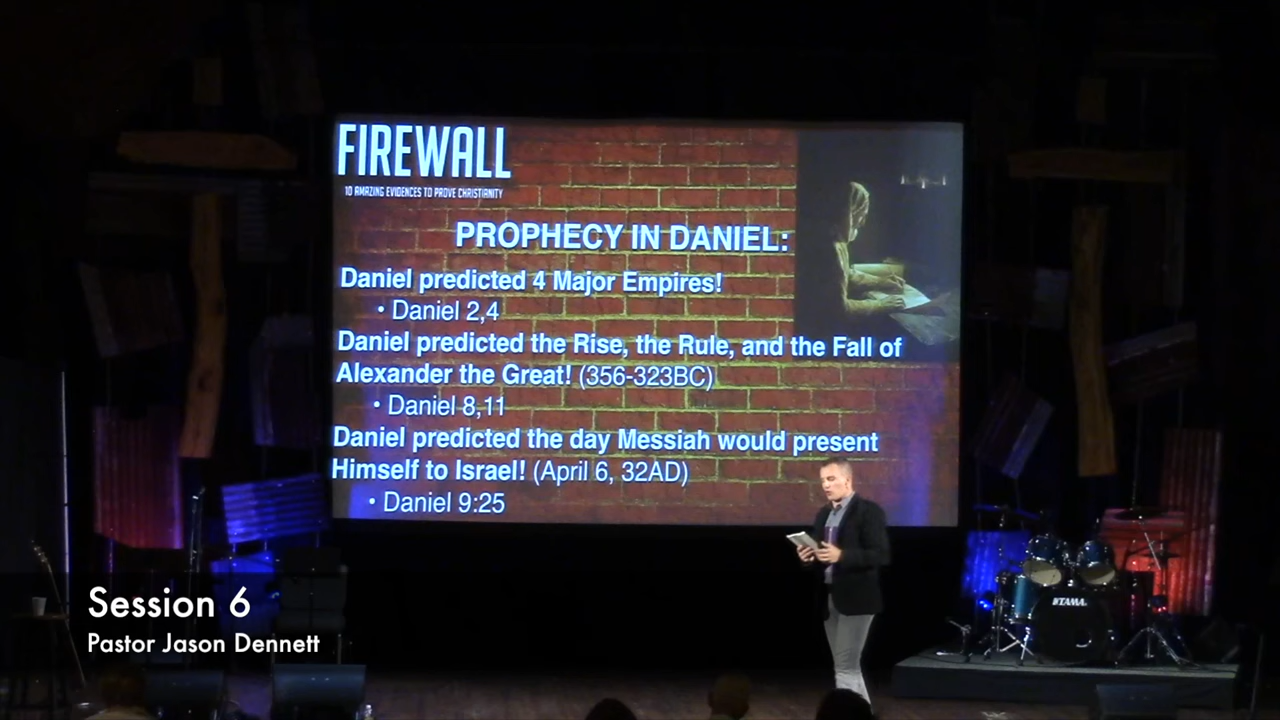 FIREWALL
10 AMAZING EVIDENCES TO PROVE CHRISTIANITY
PROPHECY IN DANIEL:
Daniel predicted 4 Major Empires!
• Daniel 2,4
Daniel predicted the Rise, the Rule, and the Fall of
Alexander the Great! (356-323BC)
• Daniel 8,11
Daniel predicted the day Messiah would present
Himself to Israel! (April 6, 32AD)
• Daniel 9:25
Session 6
Pastor Jason Dennett
TAMA